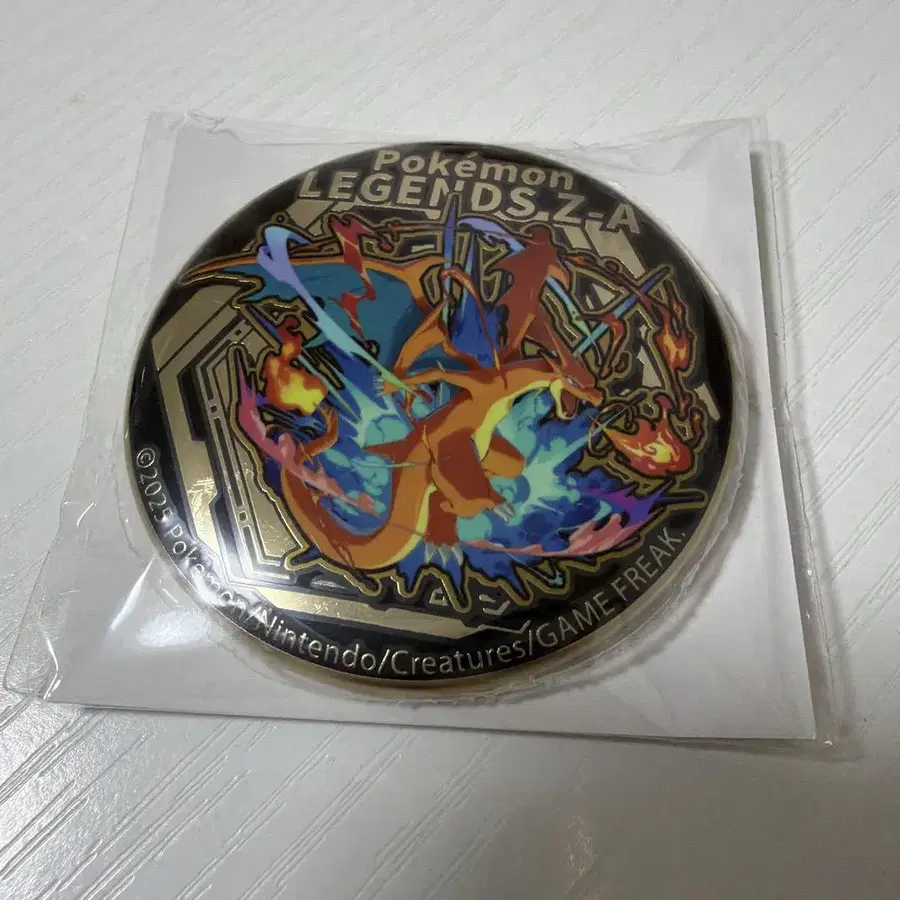 Pokémon
LEGENDS Z-A
©2025 Pokémon/Nintendo/Creatures/GAME FREAK.